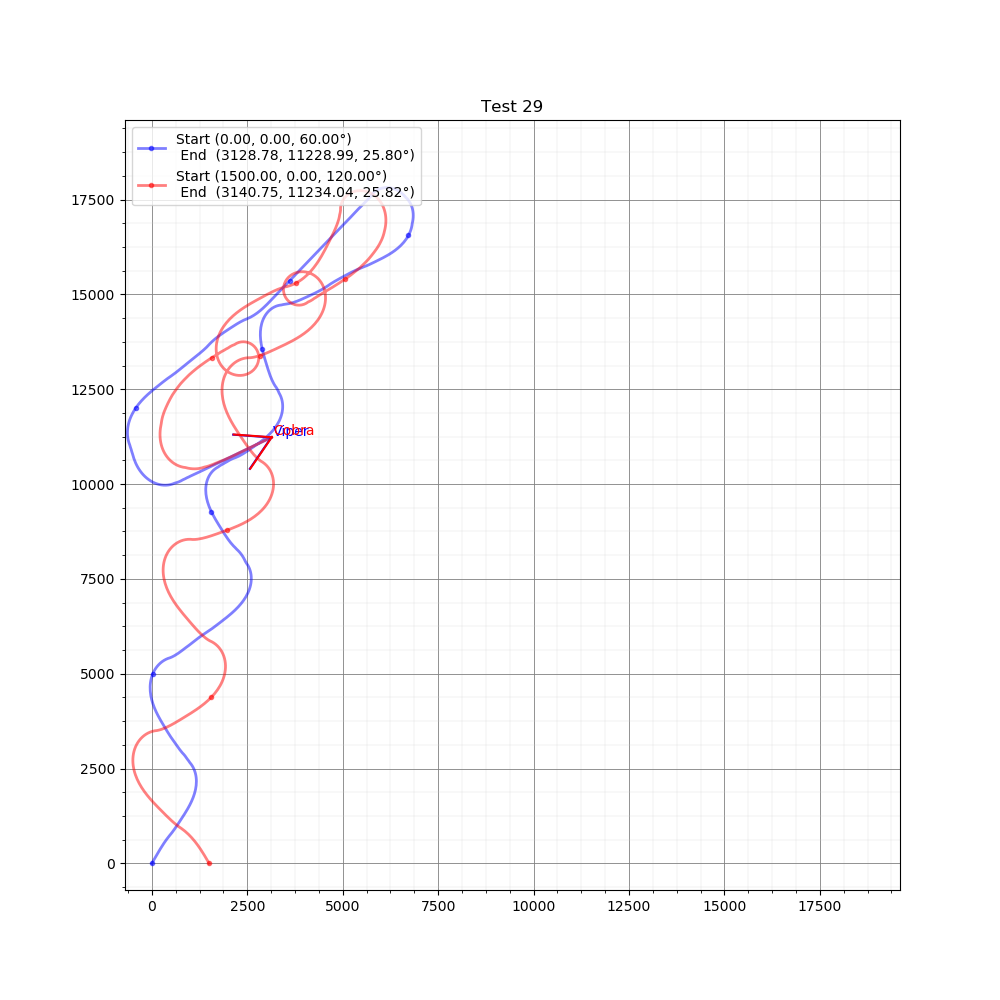 Test 29
Start (0.00, 0.00, 60.00°)
End (3128.78, 11228.99, 25.80°)
Start (1500.00, 0.00, 120.00°)
End (3140.75, 11234.04, 25.82°)
17500
15000
12500
10000
7500
5000
2500
0
Viper
Cobra
0 2500 5000 7500 10000 12500 15000 17500